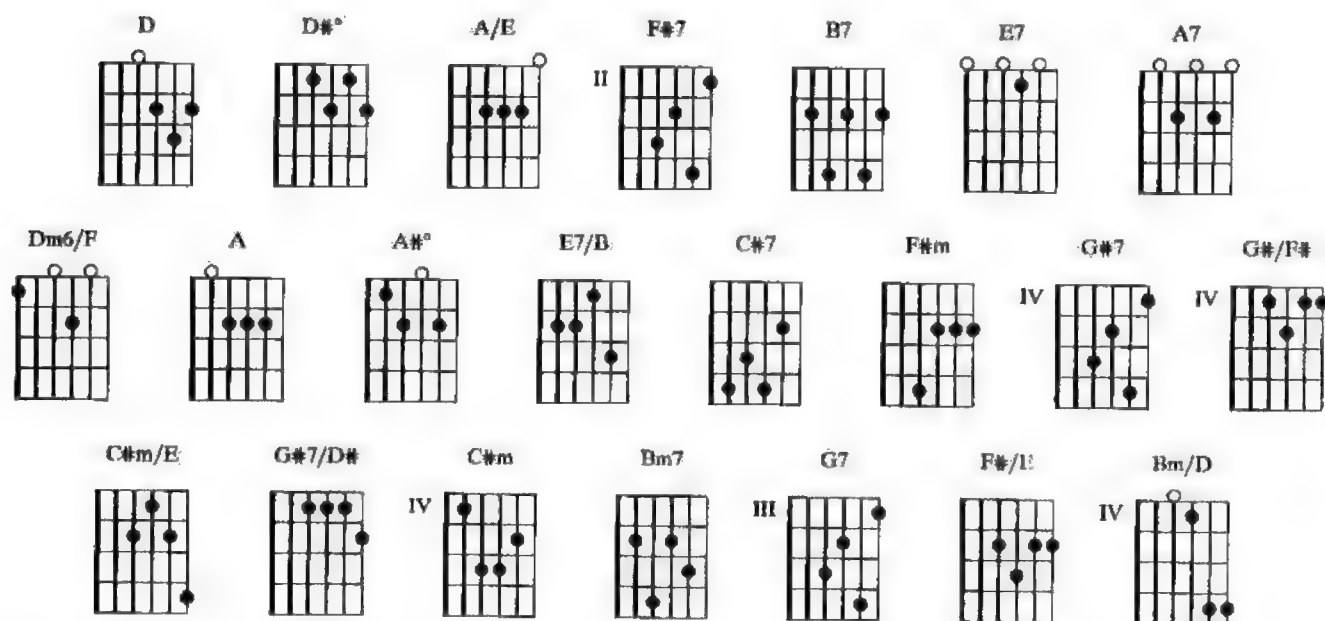 D D#° A/E F#7 B7 E7 A7
II
Dm6/F A A#° E7/B C#7 F#m G#7 G#/F#
IV IV
C#m/E G#7/D# C#m Bm7 G7 F#/E Bm/D
IV III IV